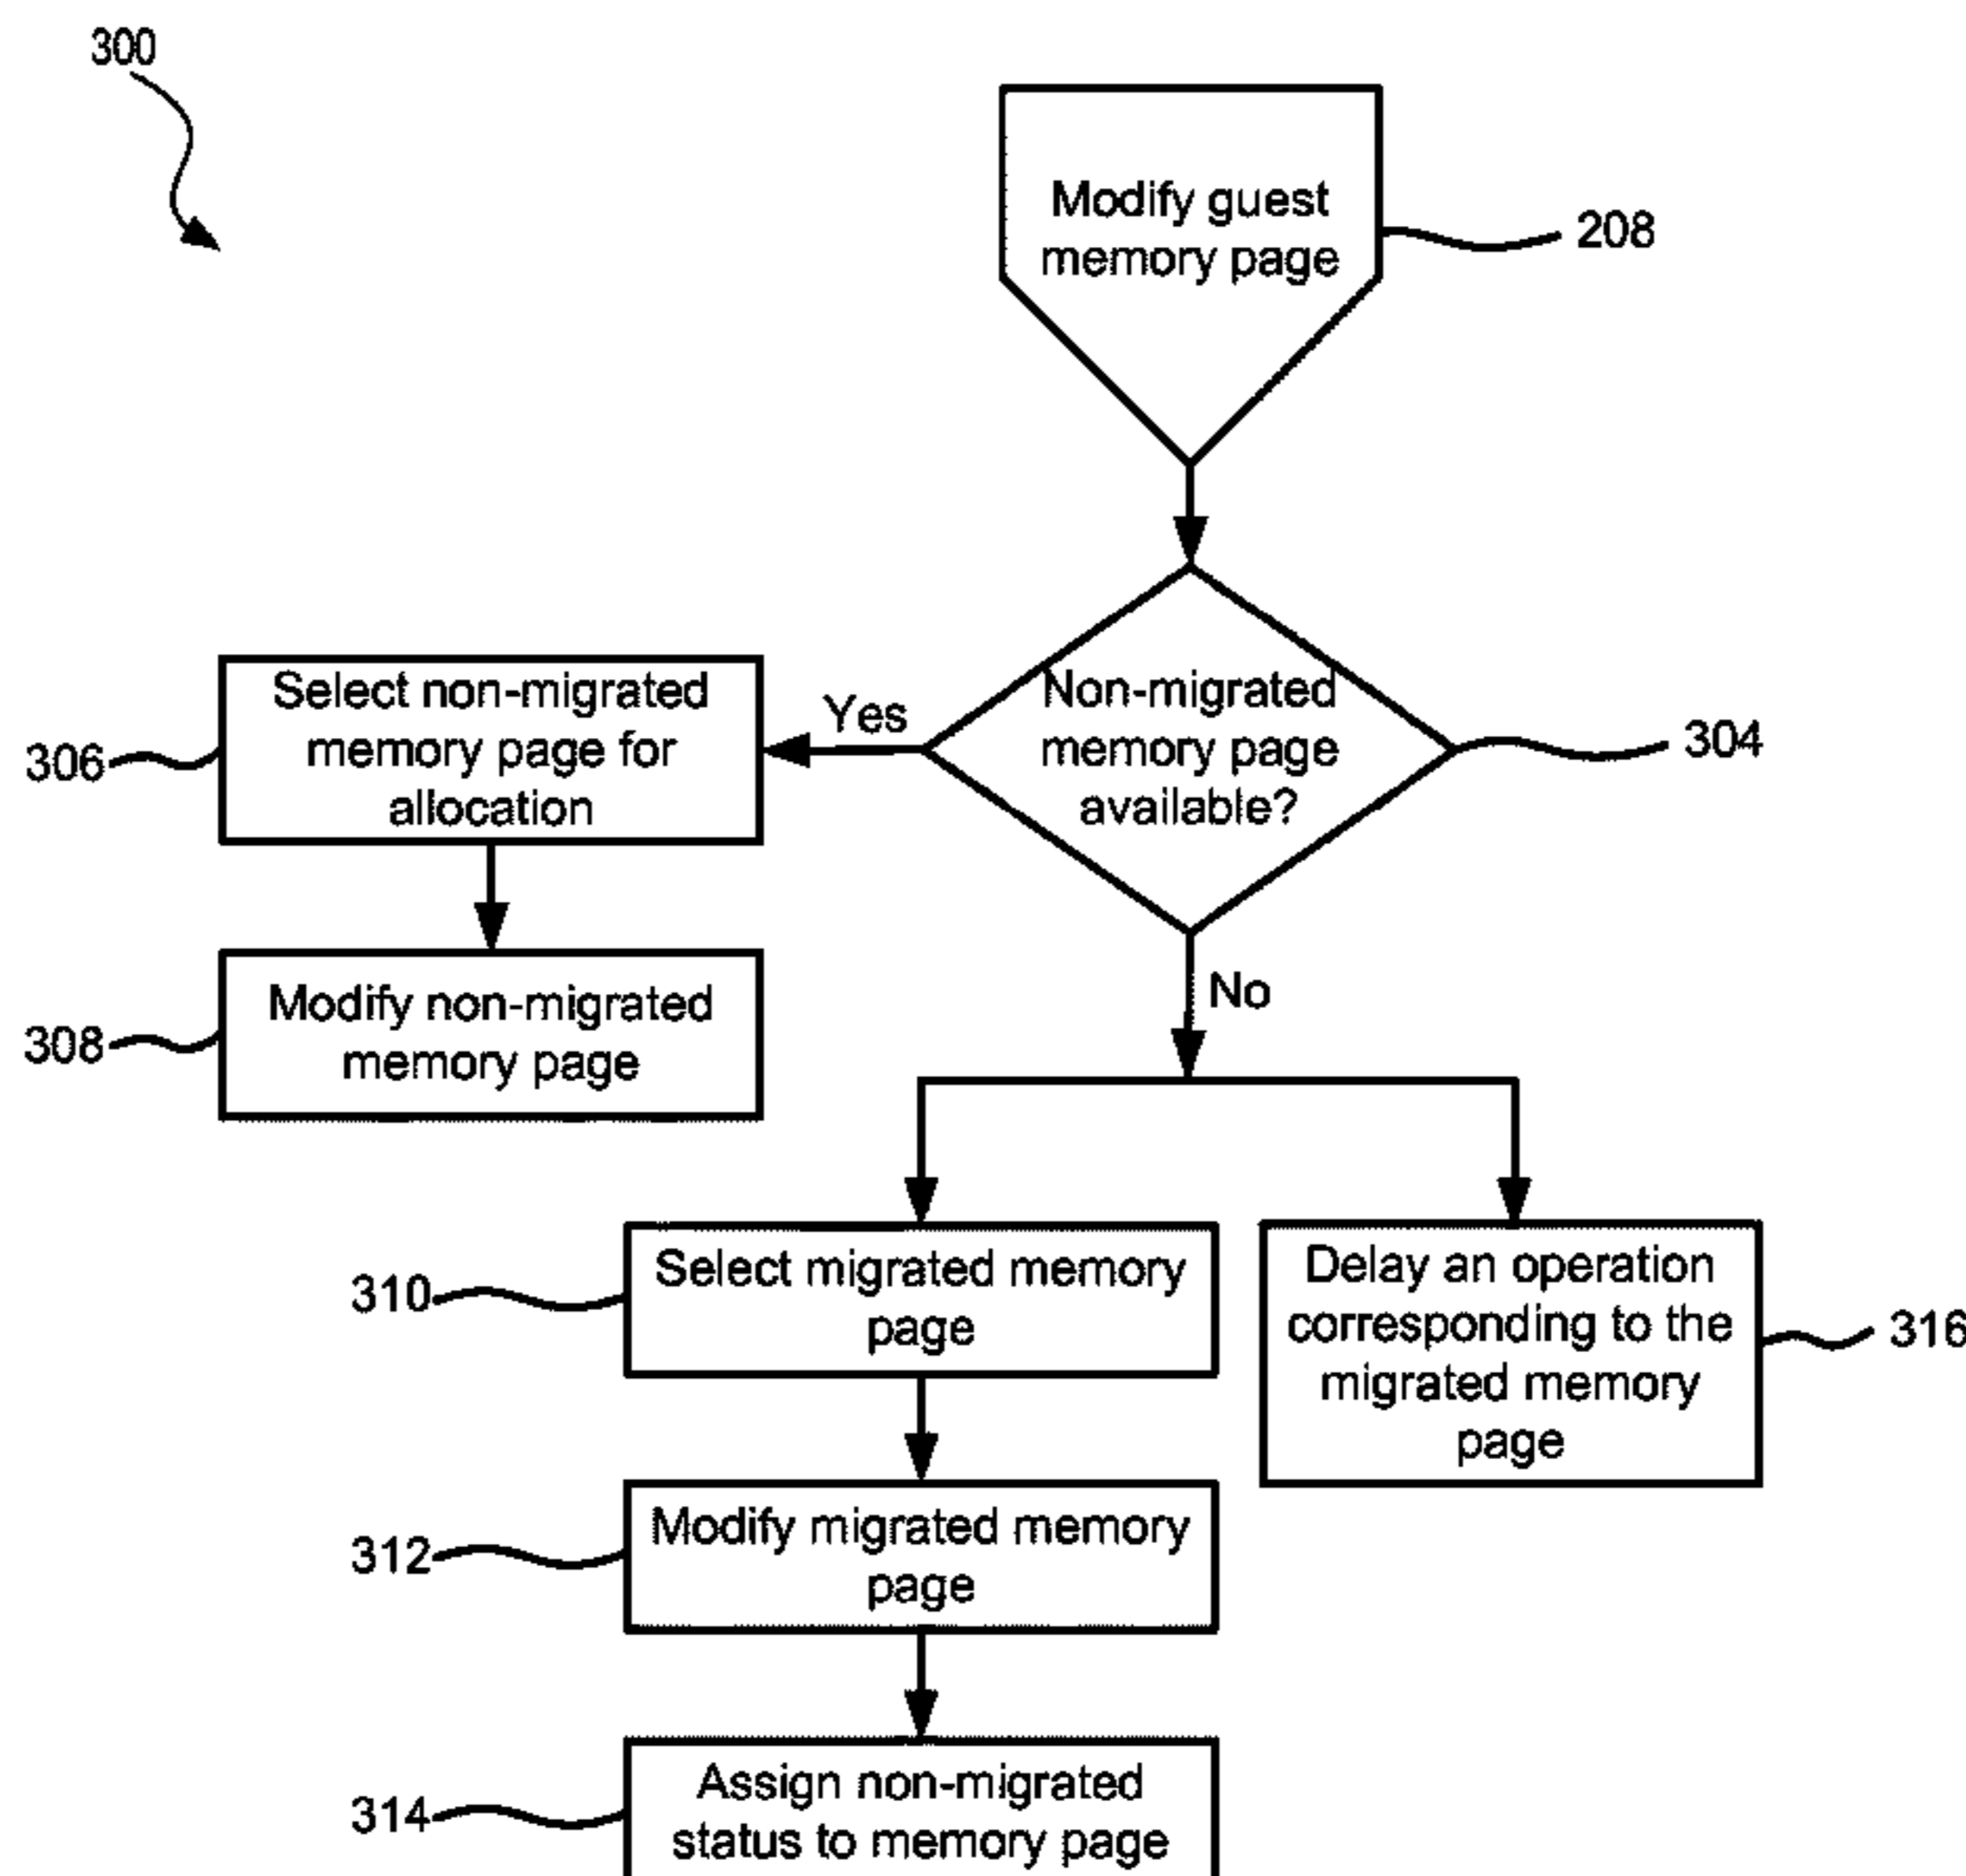 300
Modify guest
memory page
208
Non-migrated
memory page
available?
304
Yes
Select non-migrated
memory page for
allocation
306
Modify non-migrated
memory page
308
No
Select migrated memory
page
310
Delay an operation
corresponding to the
migrated memory
page
316
Modify migrated memory
page
312
Assign non-migrated
status to memory page
314